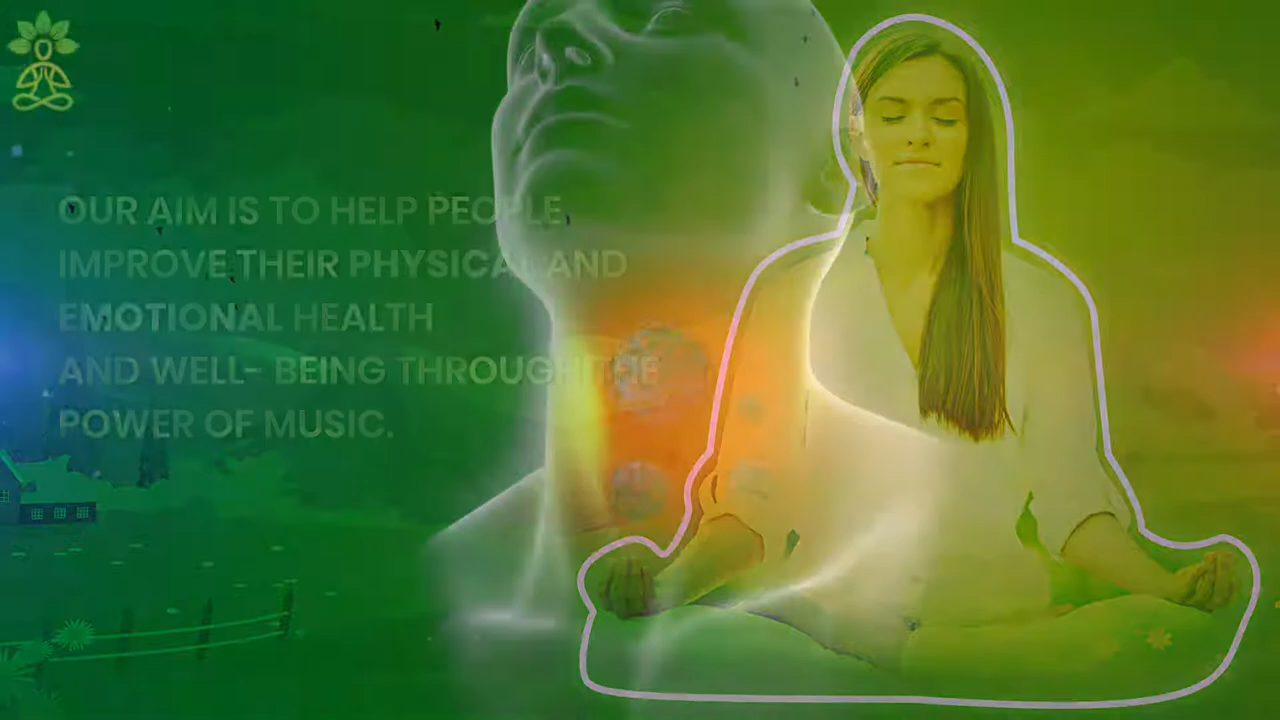 OUR AIM IS TO HELP PEOPLE
IMPROVE THEIR PHYSICAL AND
EMOTIONAL HEALTH
AND WELL- BEING THROUGH THE
POWER OF MUSIC.